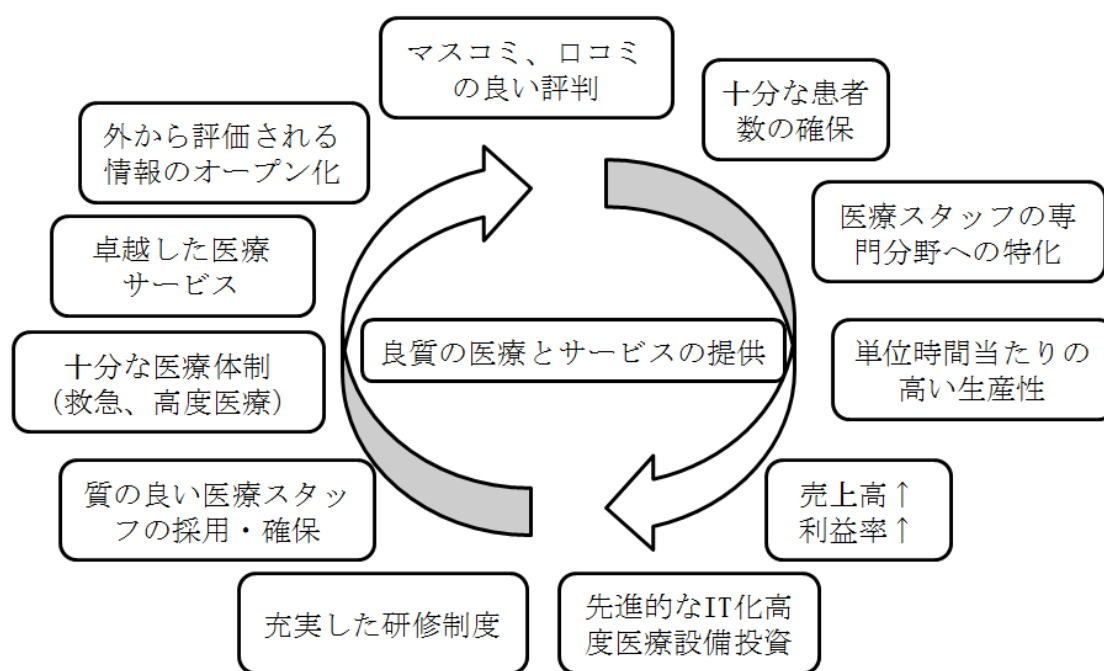 マスコミ、口コミ
の良い評判
十分な患者
数の確保
外から評価される
情報のオープン化
医療スタッフの専
門分野への特化
卓越した医療
サービス
良質の医療とサービスの提供
単位時間当たりの
高い生産性
十分な医療体制
(救急、高度医療)
質の良い医療スタッ
フの採用・確保
売上高↑
利益率↑
充実した研修制度
先進的なIT化高
度医療設備投資